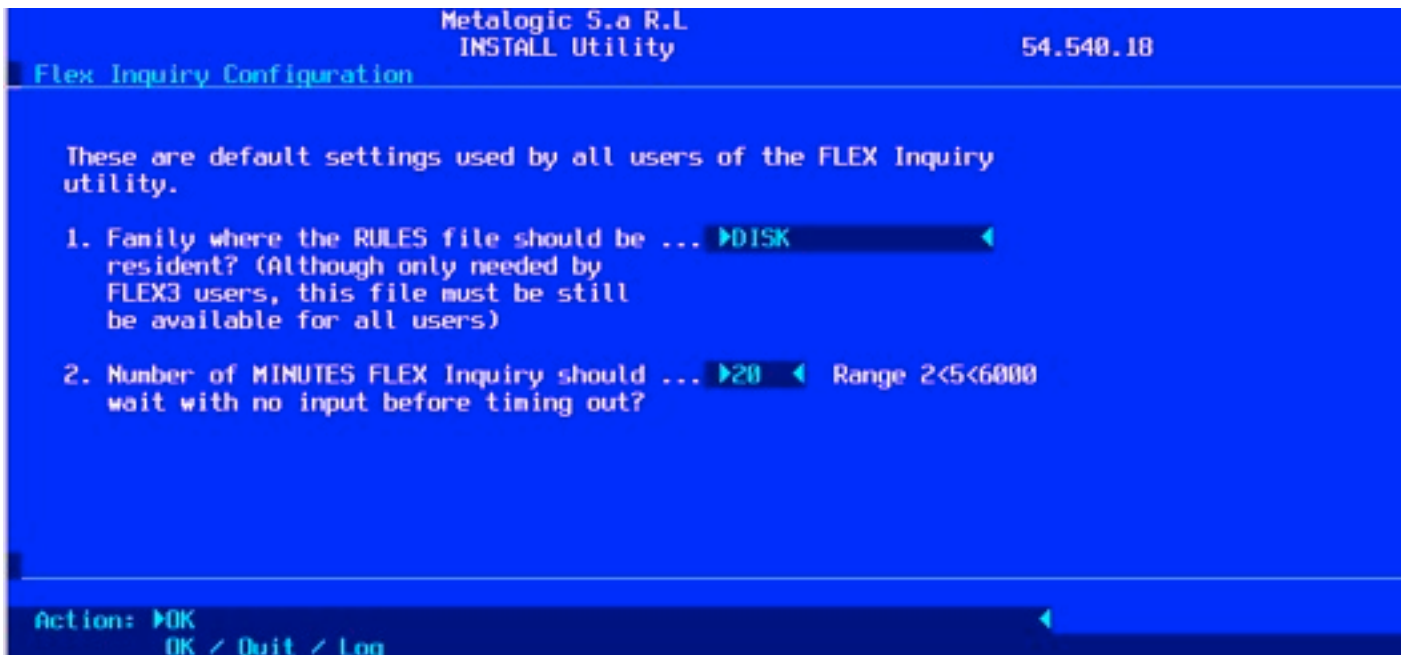 Metalogic S.a R.L
INSTALL Utility 54.540.18
Flex Inquiry Configuration
These are default settings used by all users of the FLEX Inquiry
utility.
1. Family where the RULES file should be ... DISK
resident? (Although only needed by
FLEX3 users, this file must be still
be available for all users)
2. Number of MINUTES FLEX Inquiry should ... 20 Range 2<5<6000
wait with no input before timing out?
Action: OK
OK / Quit / Log